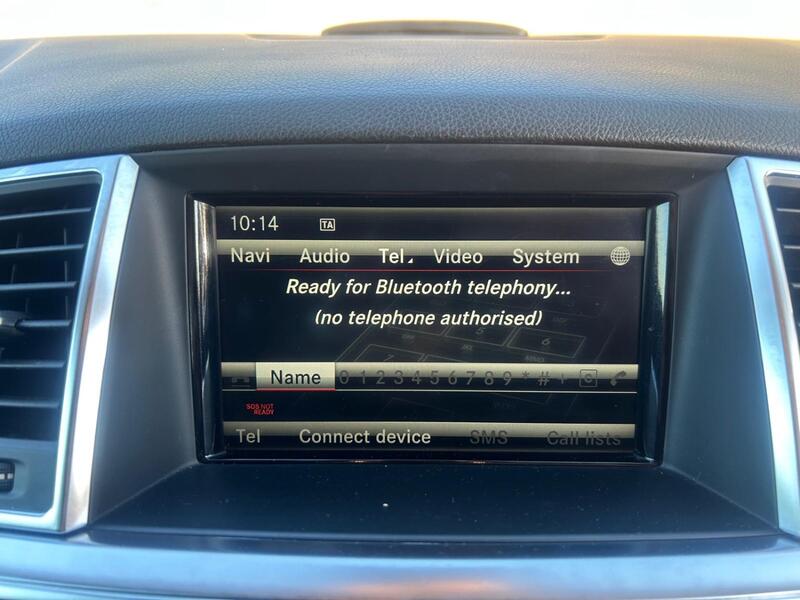 10:14 TA
Navi Audio Tel Video System
Ready for Bluetooth telephony...
(no telephone authorised)
Name 0 1 2 3 4 5 6 7 8 9 * # + C
SOS NOT
READY
Tel Connect device SMS Call lists